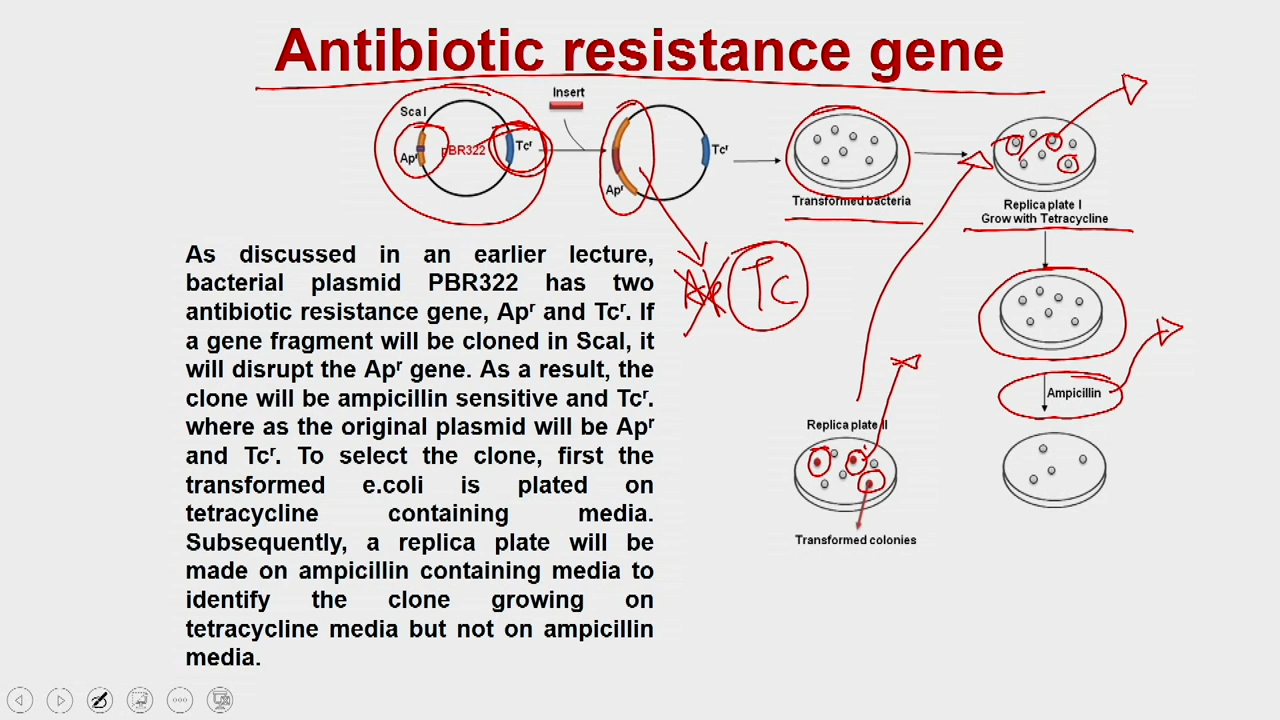 Antibiotic resistance gene
Insert
ScaI
Apʳ
pBR322
Tcʳ
Apʳ
Tcʳ
Transformed bacteria
Replica plate I
Grow with Tetracycline
As discussed in an earlier lecture,
bacterial plasmid PBR322 has two
antibiotic resistance gene, Apʳ and Tcʳ. If
a gene fragment will be cloned in ScaI, it
will disrupt the Apʳ gene. As a result, the
clone will be ampicillin sensitive and Tcʳ.
where as the original plasmid will be Apʳ
and Tcʳ. To select the clone, first the
transformed e.coli is plated on
tetracycline containing media.
Subsequently, a replica plate will be
made on ampicillin containing media to
identify the clone growing on
tetracycline media but not on ampicillin
media.
Tc
Ampicillin
Replica plate II
Transformed colonies